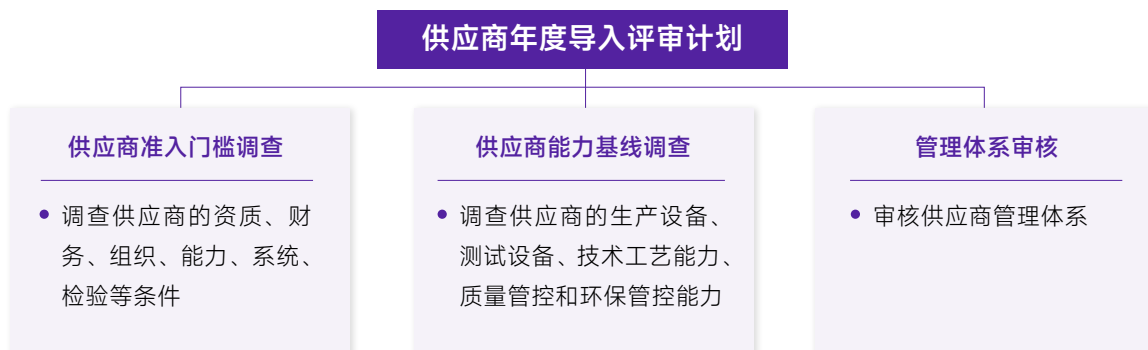 供应商年度导入评审计划
供应商准入门槛调查
• 调查供应商的资质、财
务、组织、能力、系统、
检验等条件
供应商能力基线调查
• 调查供应商的生产设备、
测试设备、技术工艺能力、
质量管控和环保管控能力
管理体系审核
• 审核供应商管理体系